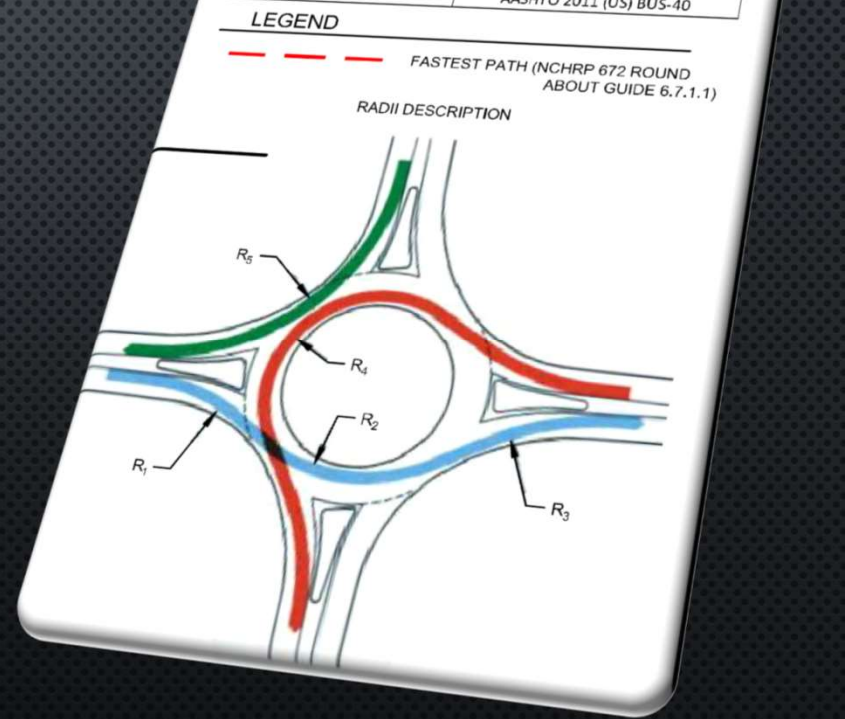 AASHTO 2011 (US) BUS-40
LEGEND
FASTEST PATH (NCHRP 672 ROUND
ABOUT GUIDE 6.7.1.1)
RADII DESCRIPTION
R5
R4
R2
R1
R3